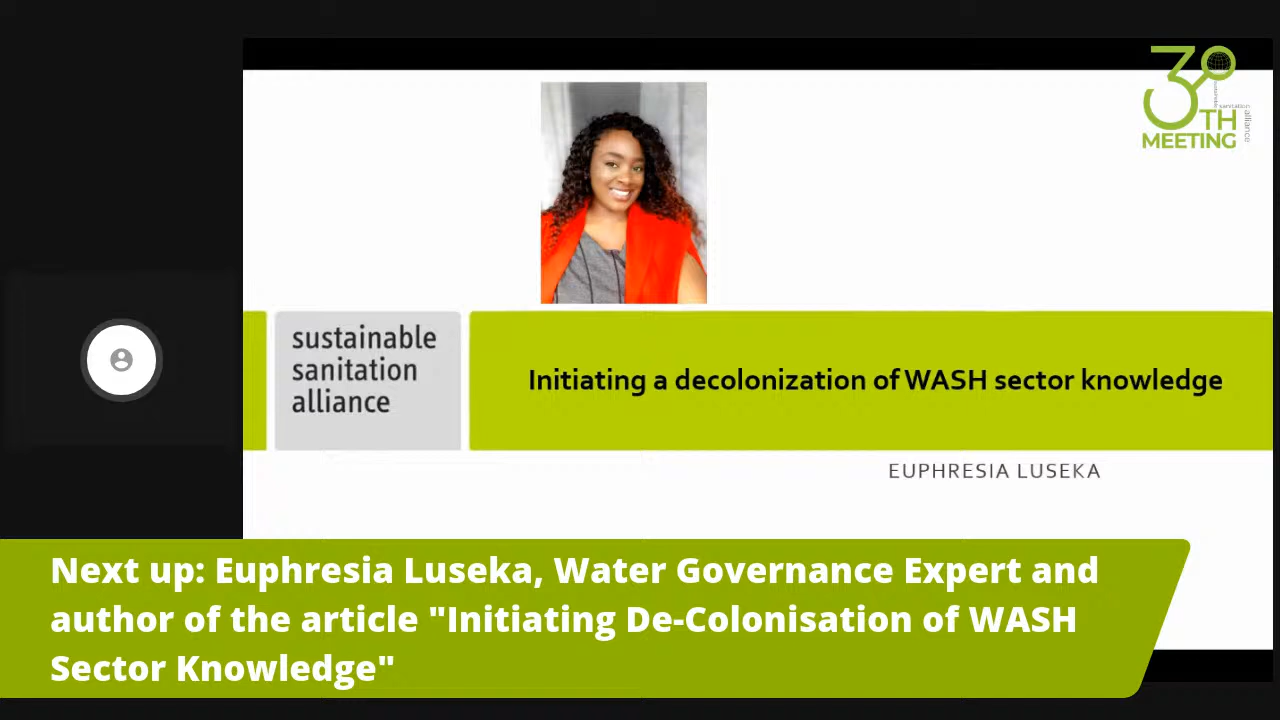 30
TH
MEETING
sustainable
sanitation
alliance
sustainable
sanitation
alliance
Initiating a decolonization of WASH sector knowledge
EUPHRESIA LUSEKA
Next up: Euphresia Luseka, Water Governance Expert and
author of the article "Initiating De-Colonisation of WASH
Sector Knowledge"